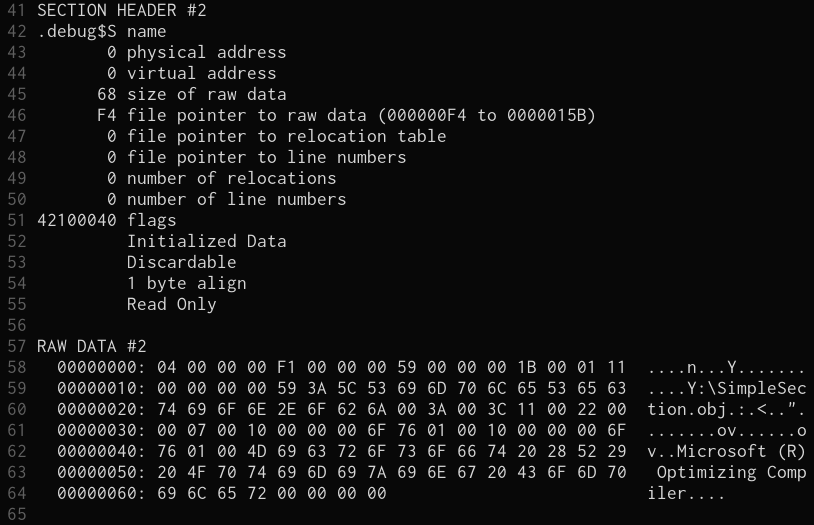 41 SECTION HEADER #2
42 .debug$S name
43        0 physical address
44        0 virtual address
45       68 size of raw data
46       F4 file pointer to raw data (000000F4 to 0000015B)
47        0 file pointer to relocation table
48        0 file pointer to line numbers
49        0 number of relocations
50        0 number of line numbers
51 42100040 flags
52          Initialized Data
53          Discardable
54          1 byte align
55          Read Only
56
57 RAW DATA #2
58   00000000: 04 00 00 00 F1 00 00 00 59 00 00 00 1B 00 01 11  ....n...Y.......
59   00000010: 00 00 00 00 59 3A 5C 53 69 6D 70 6C 65 53 65 63  ....Y:\SimpleSec
60   00000020: 74 69 6F 6E 2E 6F 62 6A 00 3A 00 3C 11 00 22 00  tion.obj.:.<..".
61   00000030: 00 07 00 10 00 00 00 6F 76 01 00 10 00 00 00 6F  .......ov......o
62   00000040: 76 01 00 4D 69 63 72 6F 73 6F 66 74 20 28 52 29  v..Microsoft (R)
63   00000050: 20 4F 70 74 69 6D 69 7A 69 6E 67 20 43 6F 6D 70   Optimizing Comp
64   00000060: 69 6C 65 72 00 00 00 00                          iler....
65